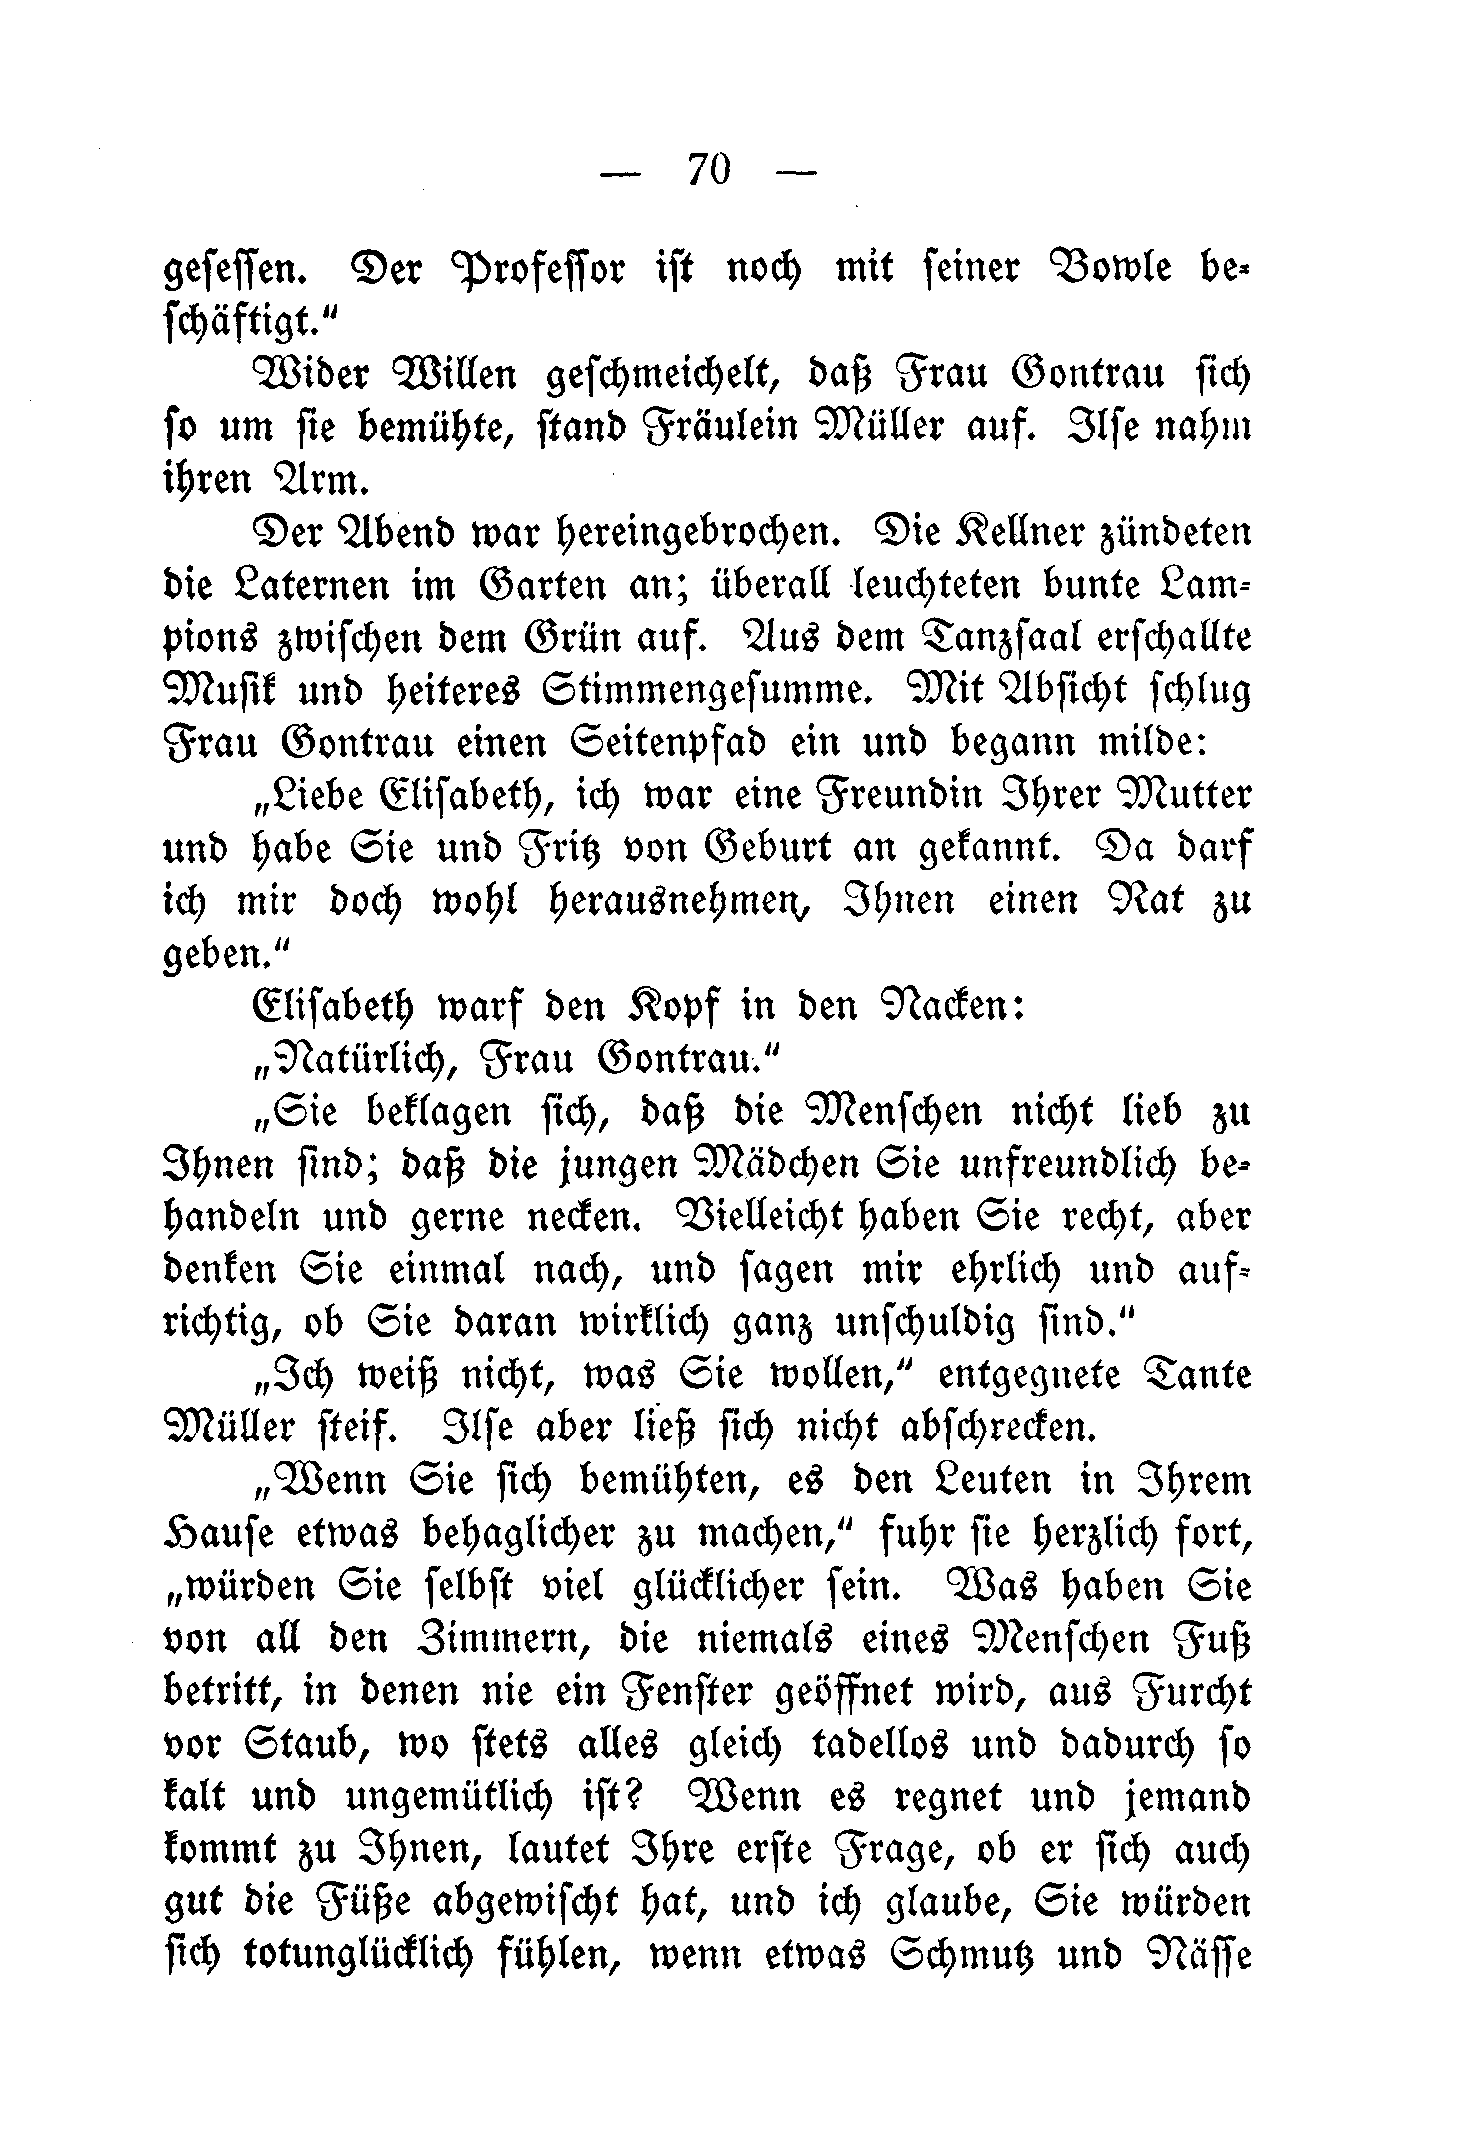 — 70 —
gesessen. Der Professor ist noch mit seiner Bowle be-
schäftigt.“
Wider Willen geschmeichelt, daß Frau Gontrau sich
so um sie bemühte, stand Fräulein Müller auf. Ilse nahm
ihren Arm.
Der Abend war hereingebrochen. Die Kellner zündeten
die Laternen im Garten an; überall leuchteten bunte Lam-
pions zwischen dem Grün auf. Aus dem Tanzsaal erschallte
Musik und heiteres Stimmengesumme. Mit Absicht schlug
Frau Gontrau einen Seitenpfad ein und begann milde:
„Liebe Elisabeth, ich war eine Freundin Ihrer Mutter
und habe Sie und Fritz von Geburt an gekannt. Da darf
ich mir doch wohl herausnehmen, Ihnen einen Rat zu
geben.“
Elisabeth warf den Kopf in den Nacken:
„Natürlich, Frau Gontrau.“
„Sie beklagen sich, daß die Menschen nicht lieb zu
Ihnen sind; daß die jungen Mädchen Sie unfreundlich be-
handeln und gerne necken. Vielleicht haben Sie recht, aber
denken Sie einmal nach, und sagen mir ehrlich und auf-
richtig, ob Sie daran wirklich ganz unschuldig sind.“
„Ich weiß nicht, was Sie wollen,“ entgegnete Tante
Müller steif. Ilse aber ließ sich nicht abschrecken.
„Wenn Sie sich bemühten, es den Leuten in Ihrem
Hause etwas behaglicher zu machen,“ fuhr sie herzlich fort,
„würden Sie selbst viel glücklicher sein. Was haben Sie
von all den Zimmern, die niemals eines Menschen Fuß
betritt, in denen nie ein Fenster geöffnet wird, aus Furcht
vor Staub, wo stets alles gleich tadellos und dadurch so
kalt und ungemütlich ist? Wenn es regnet und jemand
kommt zu Ihnen, lautet Ihre erste Frage, ob er sich auch
gut die Füße abgewischt hat, und ich glaube, Sie würden
sich totunglücklich fühlen, wenn etwas Schmutz und Nässe